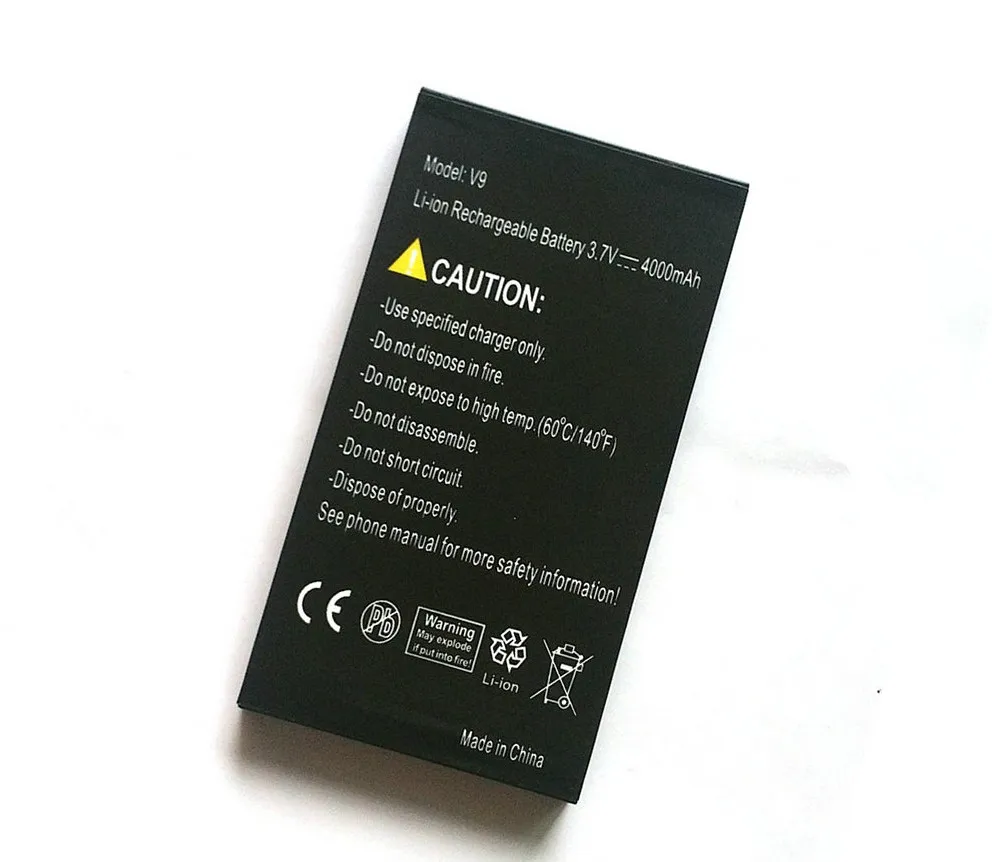 Model: V9
Li-ion Rechargeable Battery 3.7V⎓4000mAh
! CAUTION:
-Use specified charger only.
-Do not dispose in fire.
-Do not expose to high temp.(60°C/140°F)
-Do not disassemble.
-Do not short circuit.
-Dispose of properly.
See phone manual for more safety information!
CE Pb
Warning
May explode
if put into fire!
Li-ion
Made in China